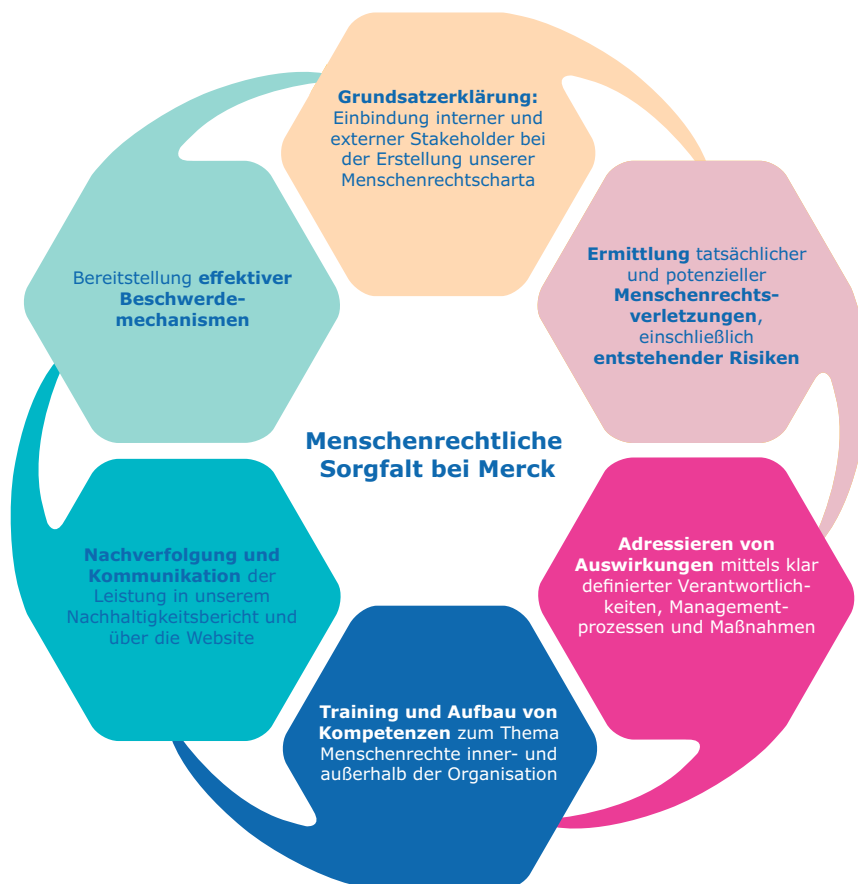 Grundsatzerklärung:
Einbindung interner und
externer Stakeholder bei
der Erstellung unserer
Menschenrechtscharta
Ermittlung tatsächlicher
und potenzieller
Menschenrechts-
verletzungen,
einschließlich
entstehender Risiken
Adressieren von
Auswirkungen mittels klar
definierter Verantwortlich-
keiten, Management-
prozessen und Maßnahmen
Training und Aufbau von
Kompetenzen zum Thema
Menschenrechte inner- und
außerhalb der Organisation
Nachverfolgung und
Kommunikation der
Leistung in unserem
Nachhaltigkeitsbericht und
über die Website
Bereitstellung effektiver
Beschwerde-
mechanismen
Menschenrechtliche
Sorgfalt bei Merck